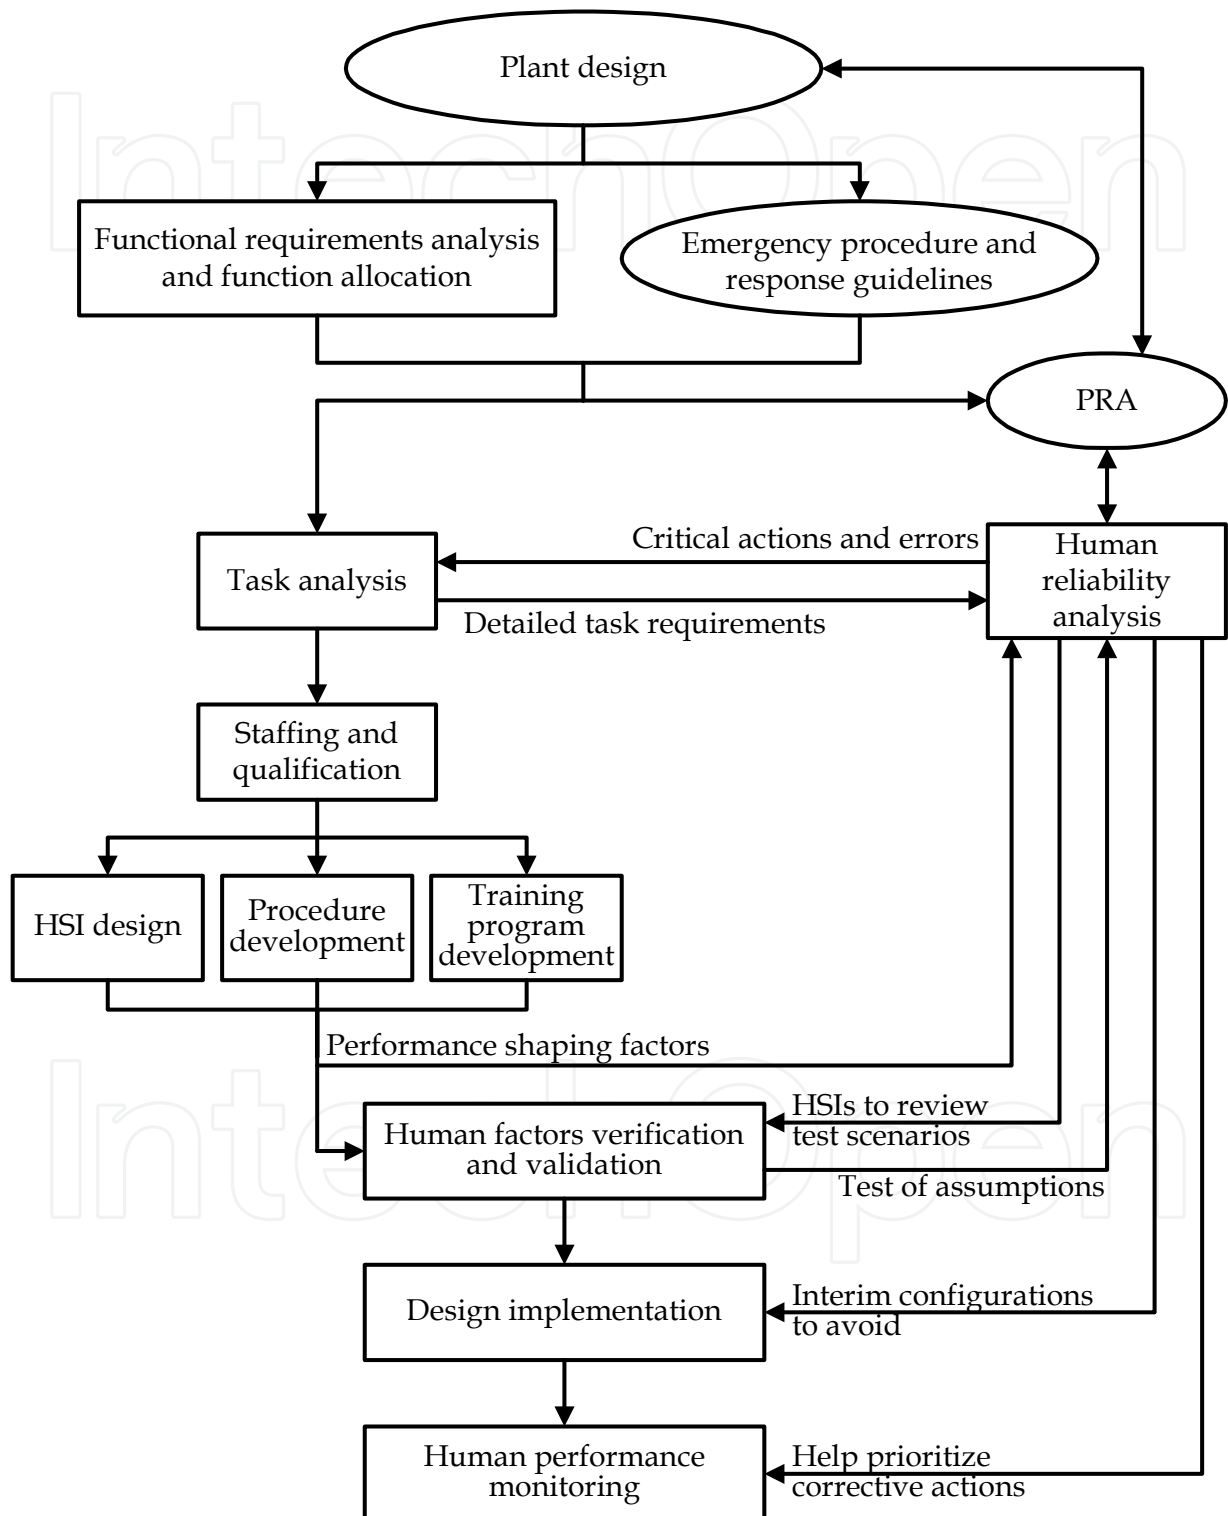 Plant design
Functional requirements analysis
and function allocation
Emergency procedure and
response guidelines
PRA
Critical actions and errors
Human
reliability
analysis
Task analysis
Detailed task requirements
Staffing and
qualification
HSI design
Procedure
development
Training
program
development
Performance shaping factors
HSIs to review
test scenarios
Human factors verification
and validation
Test of assumptions
Design implementation
Interim configurations
to avoid
Human performance
monitoring
Help prioritize
corrective actions
IntechOpen
IntechOpen